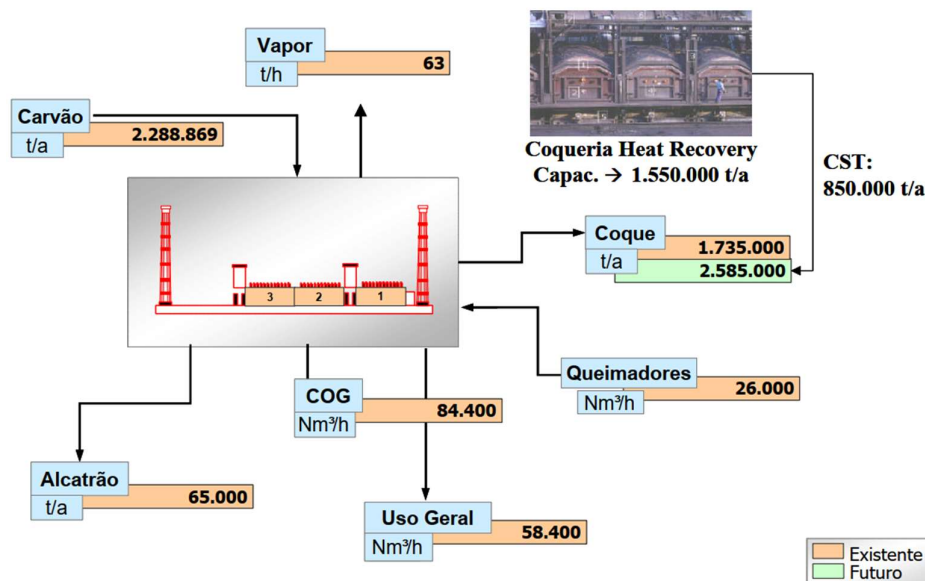 Vapor
t/h
63
Carvão
t/a
2.288.869
Coqueria Heat Recovery
Capac. → 1.550.000 t/a
CST:
850.000 t/a
Coque
t/a
1.735.000
2.585.000
3
2
1
Queimadores
Nm³/h
26.000
COG
Nm³/h
84.400
Alcatrão
t/a
65.000
Uso Geral
Nm³/h
58.400
Existente
Futuro